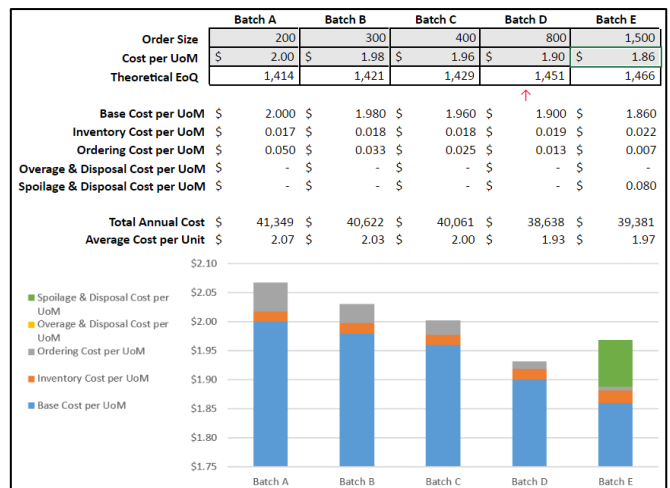 Batch A Batch B Batch C Batch D Batch E
Order Size 200 300 400 800 1,500
Cost per UoM $ 2.00 $ 1.98 $ 1.96 $ 1.90 $ 1.86
Theoretical EoQ 1,414 1,421 1,429 1,451 1,466
↑
Base Cost per UoM $ 2.000 $ 1.980 $ 1.960 $ 1.900 $ 1.860
Inventory Cost per UoM $ 0.017 $ 0.018 $ 0.018 $ 0.019 $ 0.022
Ordering Cost per UoM $ 0.050 $ 0.033 $ 0.025 $ 0.013 $ 0.007
Overage & Disposal Cost per UoM $ - $ - $ - $ - $ -
Spoilage & Disposal Cost per UoM $ - $ - $ - $ - $ 0.080
Total Annual Cost $ 41,349 $ 40,622 $ 40,061 $ 38,638 $ 39,381
Average Cost per Unit $ 2.07 $ 2.03 $ 2.00 $ 1.93 $ 1.97
Spoilage & Disposal Cost per
UoM
Overage & Disposal Cost per
UoM
Ordering Cost per UoM
Inventory Cost per UoM
Base Cost per UoM
$2.10
$2.05
$2.00
$1.95
$1.90
$1.85
$1.80
$1.75
Batch A Batch B Batch C Batch D Batch E